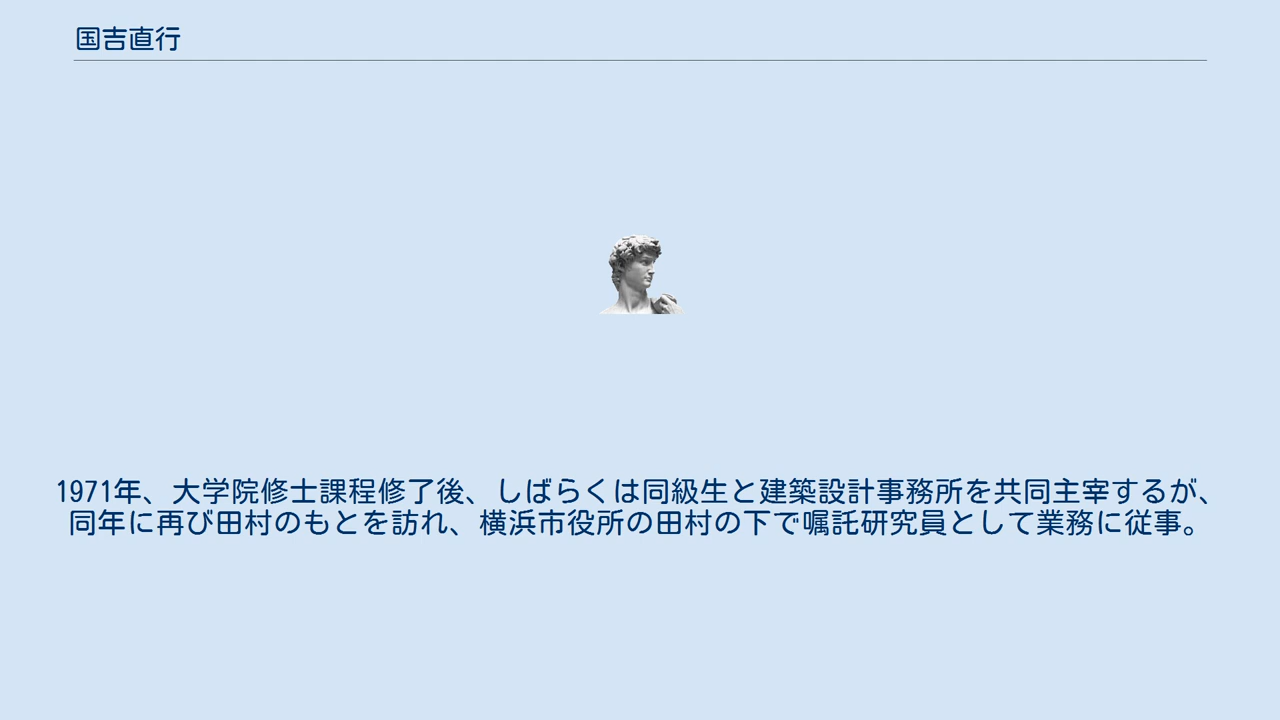 国吉直行
1971年、大学院修士課程修了後、しばらくは同級生と建築設計事務所を共同主宰するが、
同年に再び田村のもとを訪れ、横浜市役所の田村の下で嘱託研究員として業務に従事。